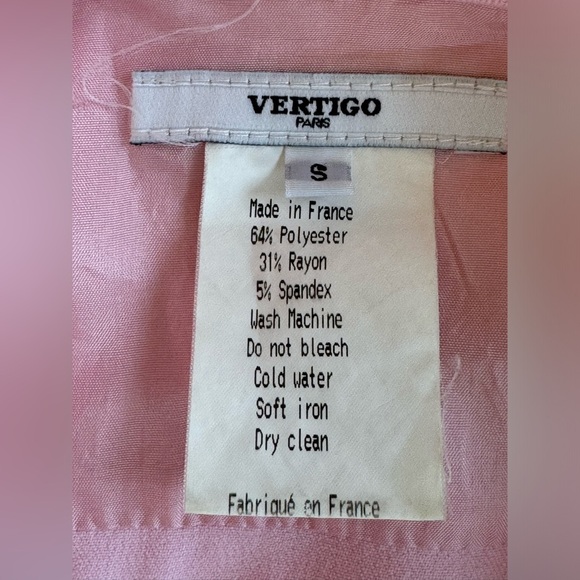 VERTIGO
PARIS
S
Made in France
64% Polyester
31% Rayon
5% Spandex
Wash Machine
Do not bleach
Cold water
Soft iron
Dry clean
Fabriqué en France